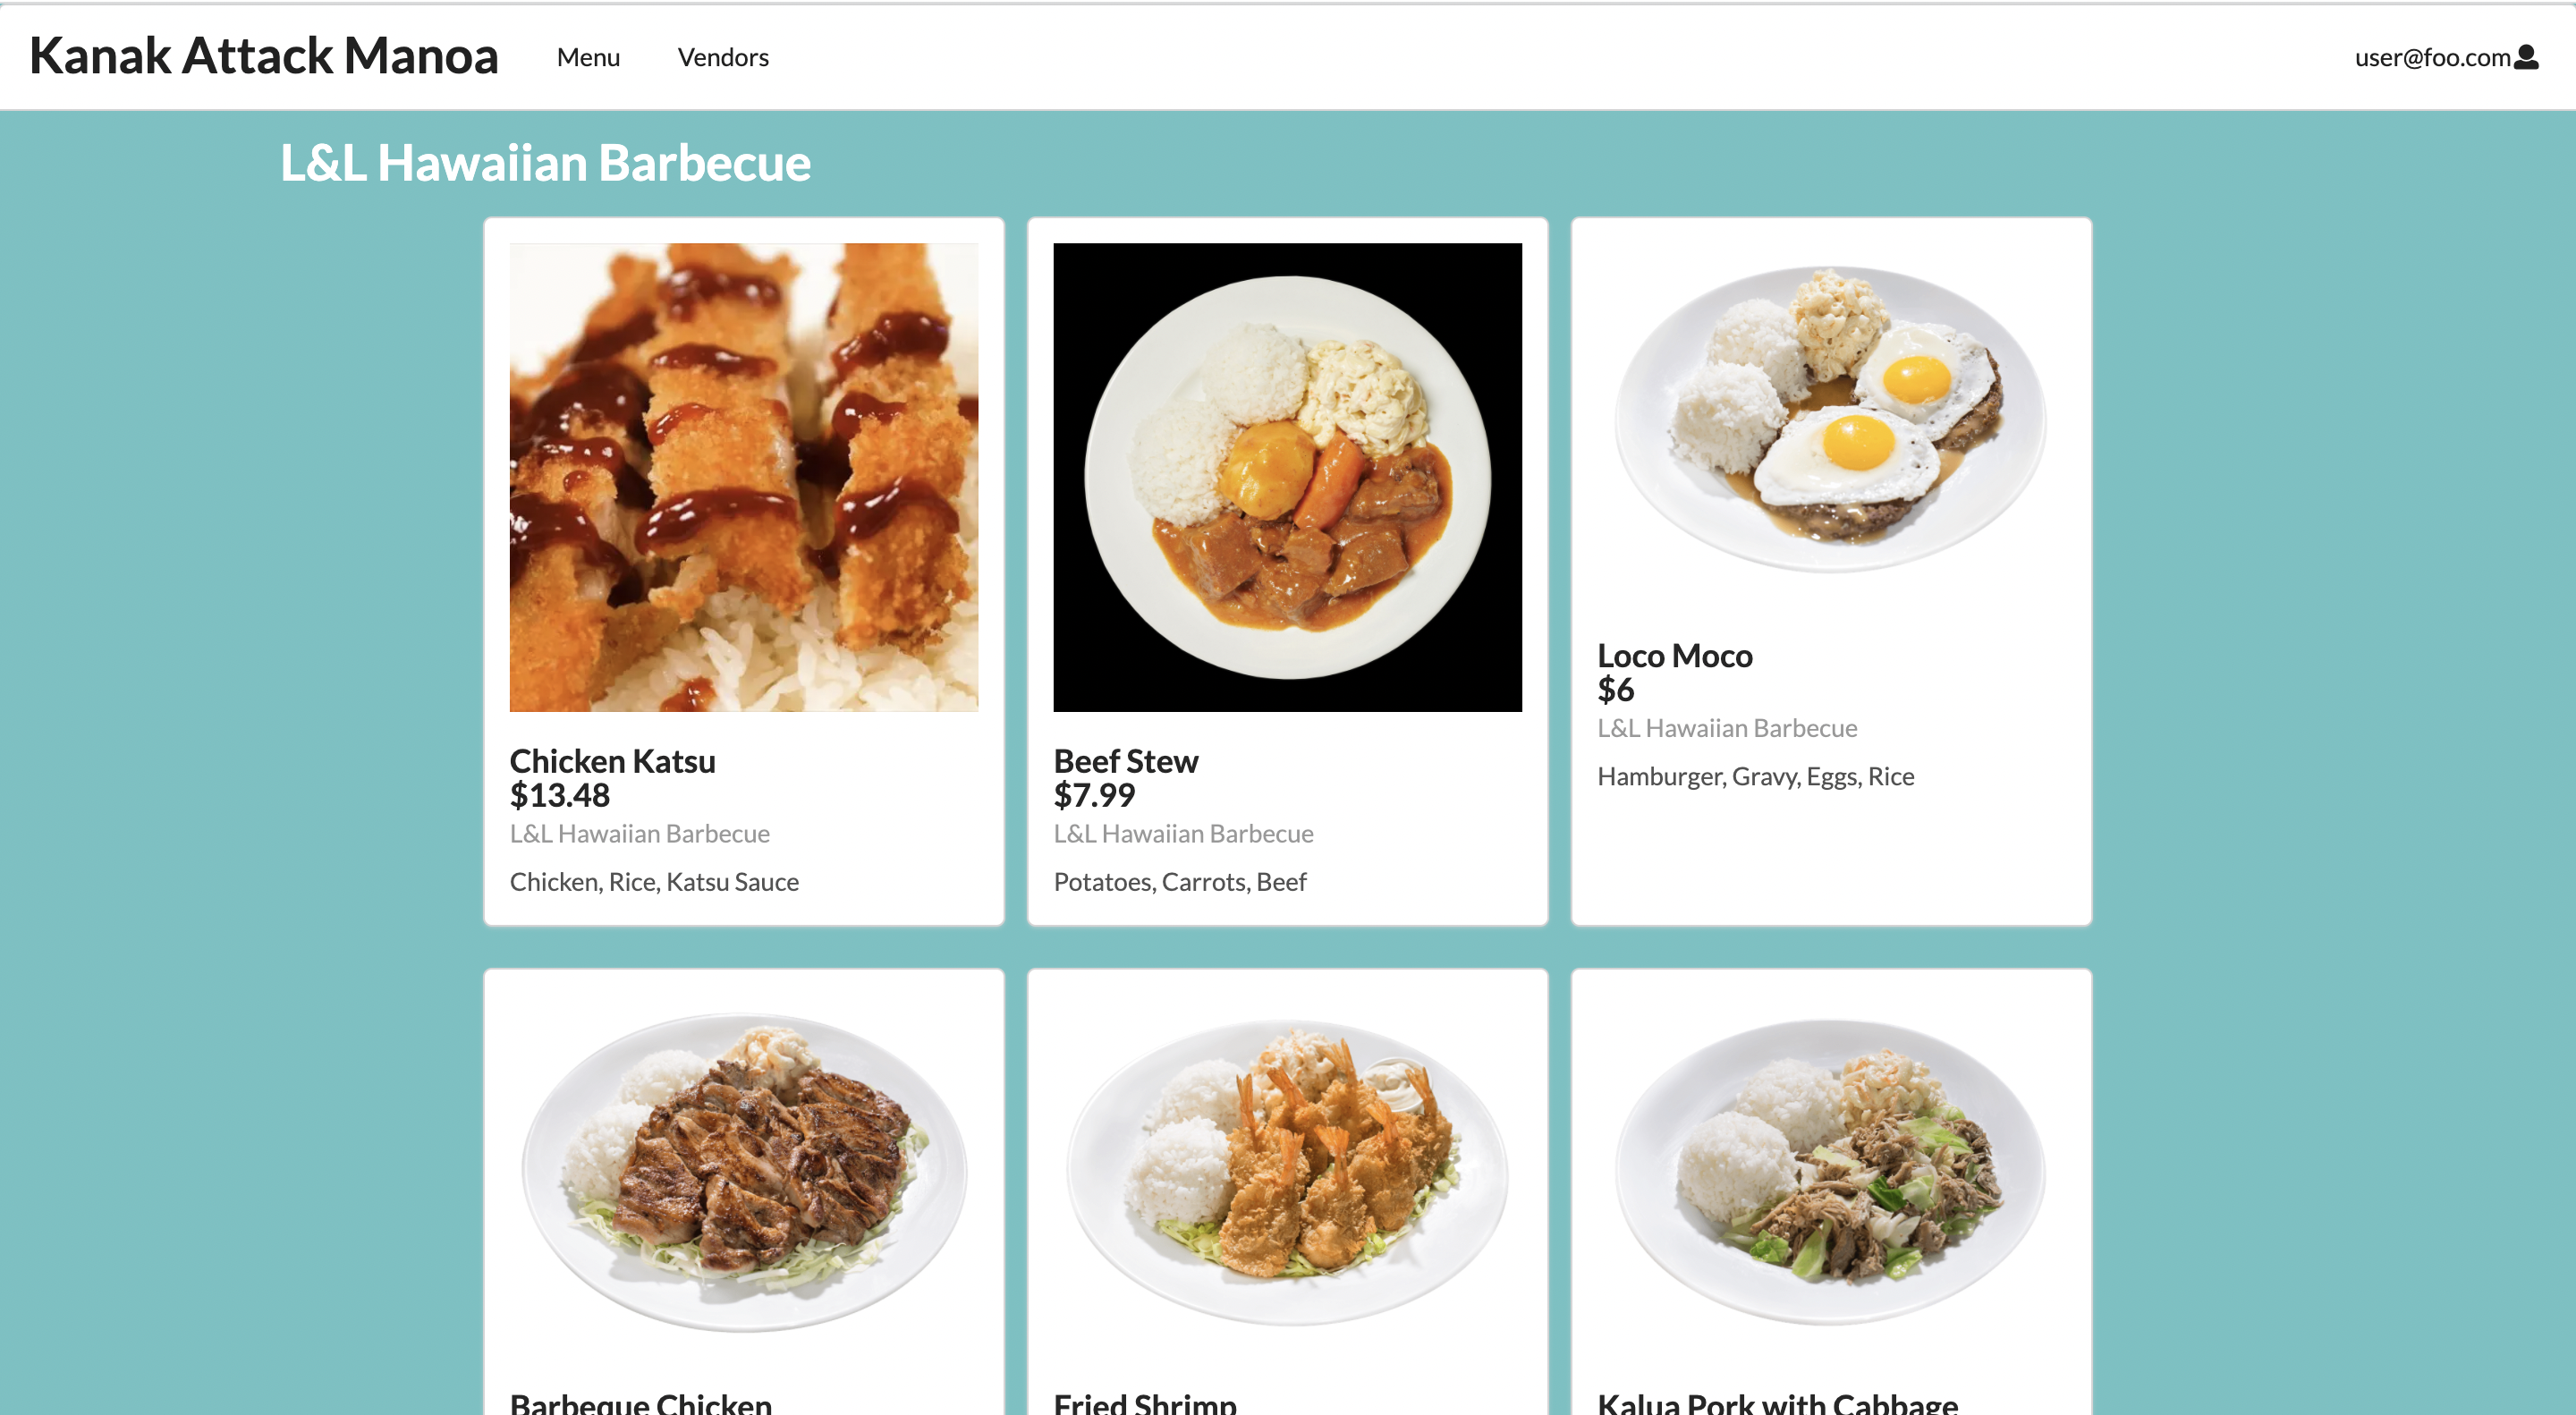 Kanak Attack Manoa Menu Vendors user@foo.com
L&L Hawaiian Barbecue
Chicken Katsu
$13.48
L&L Hawaiian Barbecue
Chicken, Rice, Katsu Sauce
Beef Stew
$7.99
L&L Hawaiian Barbecue
Potatoes, Carrots, Beef
Loco Moco
$6
L&L Hawaiian Barbecue
Hamburger, Gravy, Eggs, Rice
Barbeque Chicken
Fried Shrimp
Kalua Pork with Cabbage